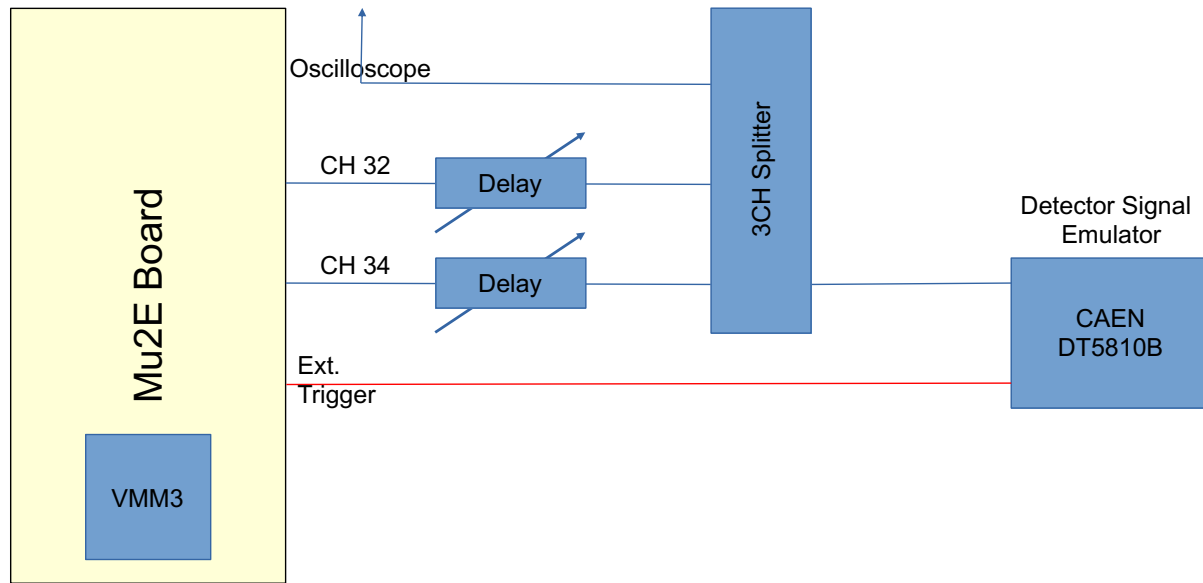 Oscilloscope
3CH Splitter
CH 32
Delay
Detector Signal
Emulator
Mu2E Board
CH 34
Delay
CAEN
DT5810B
Ext.
Trigger
VMM3